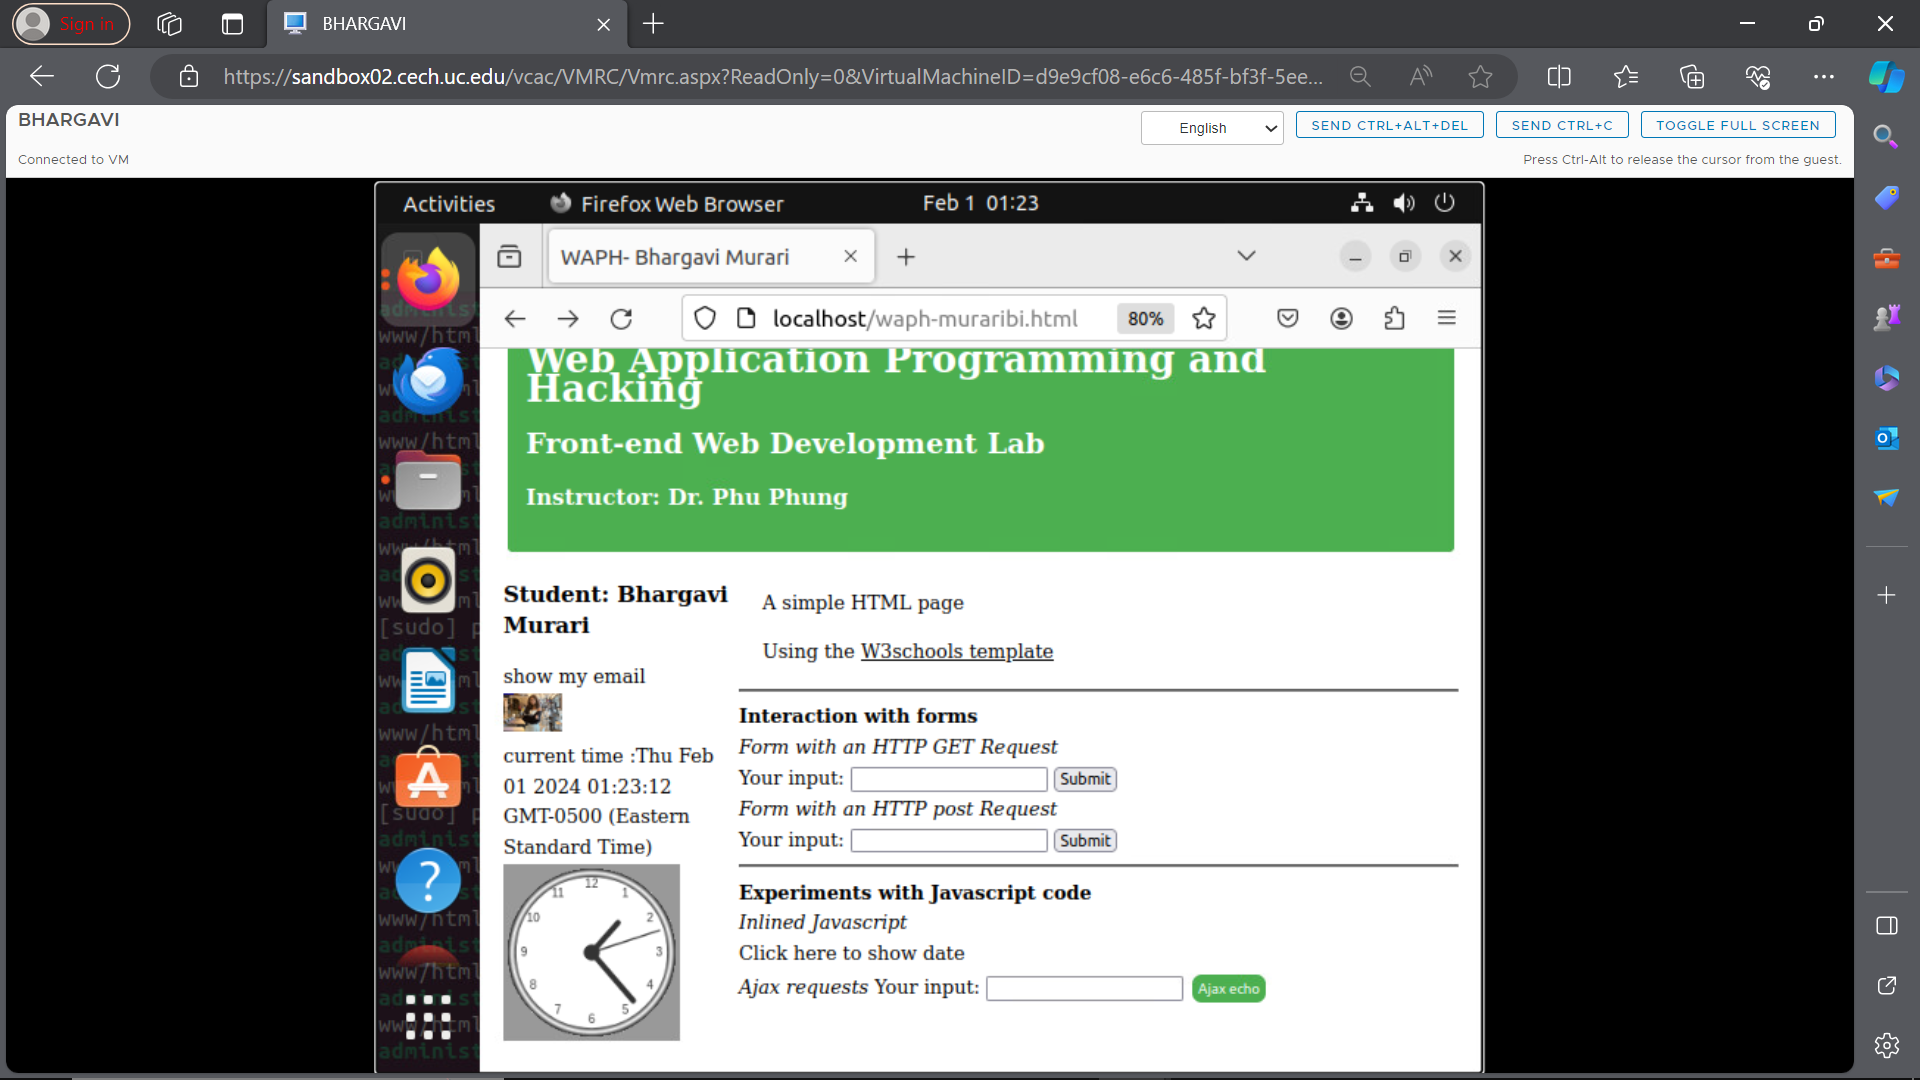 Sign in
BHARGAVI
https://sandbox02.cech.uc.edu/vcac/VMRC/Vmrc.aspx?ReadOnly=0&VirtualMachineID=d9e9cf08-e6c6-485f-bf3f-5ee...
BHARGAVI
English
SEND CTRL+ALT+DEL
SEND CTRL+C
TOGGLE FULL SCREEN
Connected to VM
Press Ctrl-Alt to release the cursor from the guest.
Activities
Firefox Web Browser
Feb 1 01:23
WAPH- Bhargavi Murari
localhost/waph-muraribi.html
80%
Web Application Programming and
Hacking
Front-end Web Development Lab
Instructor: Dr. Phu Phung
Student: Bhargavi
Murari
show my email
current time :Thu Feb
01 2024 01:23:12
GMT-0500 (Eastern
Standard Time)
12
1
2
3
4
5
6
7
8
9
10
11
A simple HTML page
Using the W3schools template
Interaction with forms
Form with an HTTP GET Request
Your input:
Submit
Form with an HTTP post Request
Your input:
Submit
Experiments with Javascript code
Inlined Javascript
Click here to show date
Ajax requests Your input:
Ajax echo
[sudo] p
www/html